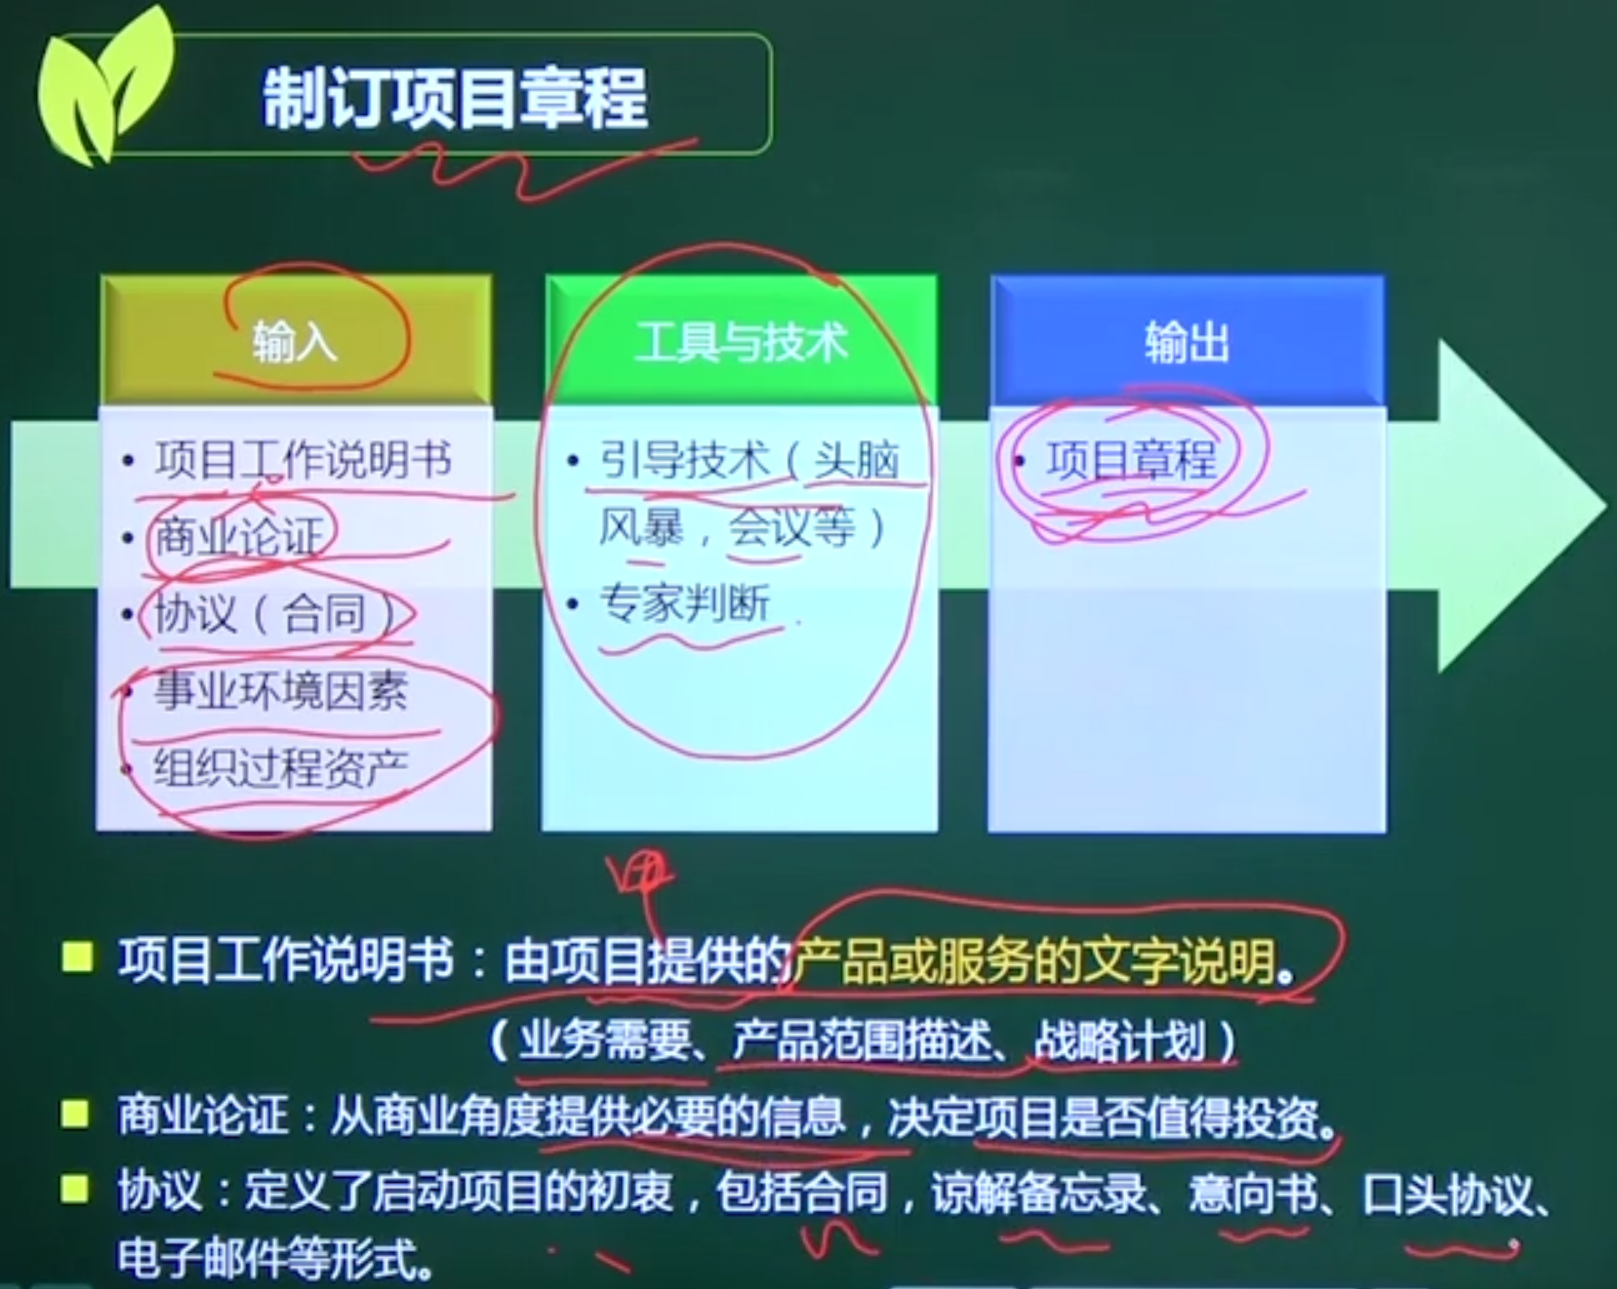 制订项目章程
输入
• 项目工作说明书
• 商业论证
• 协议（合同）
• 事业环境因素
• 组织过程资产
工具与技术
• 引导技术（头脑
风暴，会议等）
• 专家判断
输出
• 项目章程
项目工作说明书：由项目提供的产品或服务的文字说明。
（业务需要、产品范围描述、战略计划）
商业论证：从商业角度提供必要的信息，决定项目是否值得投资。
协议：定义了启动项目的初衷，包括合同，谅解备忘录、意向书、口头协议、
电子邮件等形式。